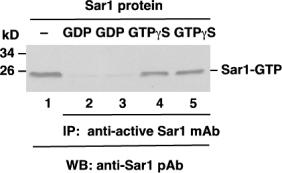 Sar1 protein
kD – GDP GDP GTPγS GTPγS
34 –
26 – – Sar1-GTP
1 2 3 4 5
IP: anti-active Sar1 mAb
WB: anti-Sar1 pAb